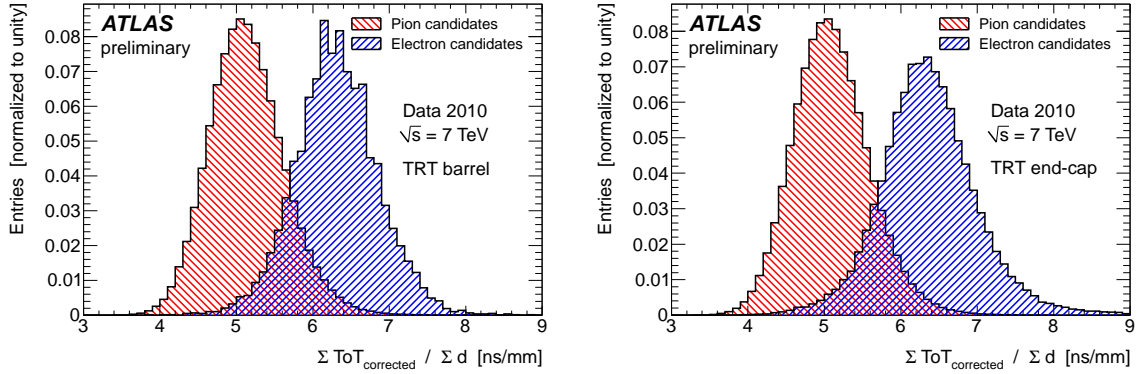 Entries [normalized to unity]
0.08
0.07
0.06
0.05
0.04
0.03
0.02
0.01
0
ATLAS
preliminary
Pion candidates
Electron candidates
Data 2010
√s = 7 TeV
TRT barrel
3 4 5 6 7 8 9
Σ ToTcorrected / Σ d [ns/mm]
Entries [normalized to unity]
0.08
0.07
0.06
0.05
0.04
0.03
0.02
0.01
0
ATLAS
preliminary
Pion candidates
Electron candidates
Data 2010
√s = 7 TeV
TRT end-cap
3 4 5 6 7 8 9
Σ ToTcorrected / Σ d [ns/mm]